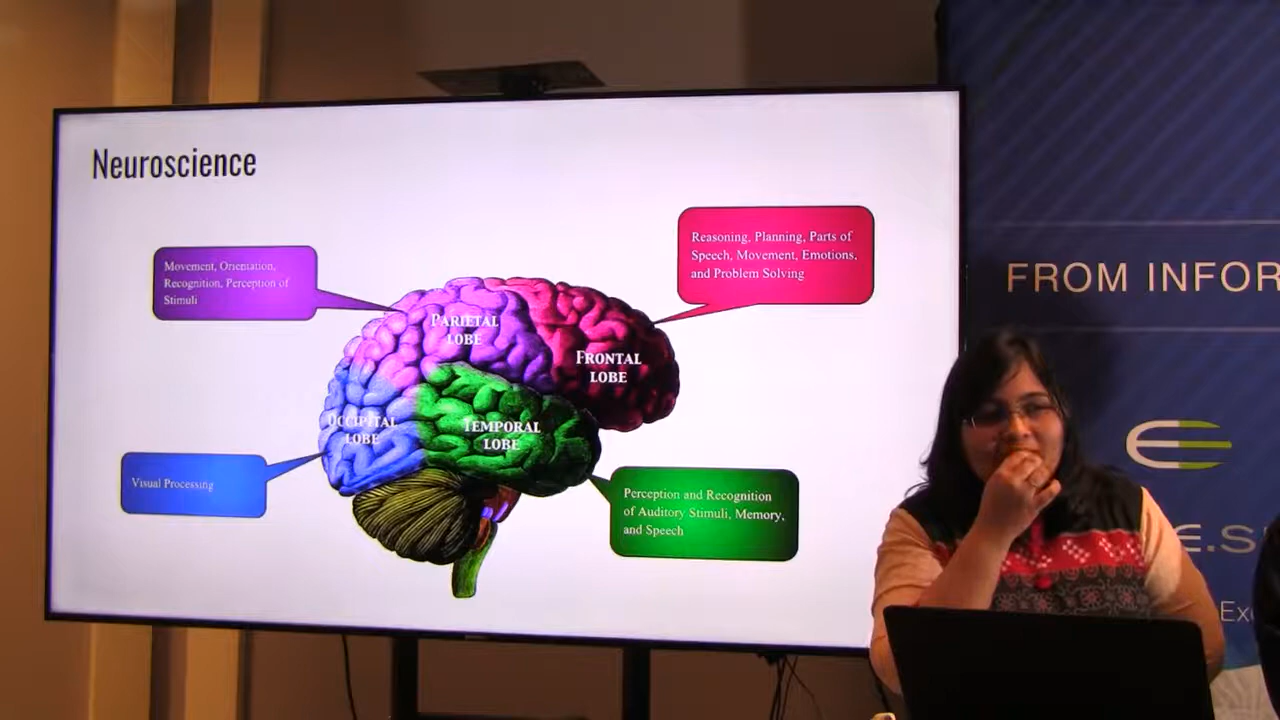 Neuroscience
Movement, Orientation,
Recognition, Perception of
Stimuli
Reasoning, Planning, Parts of
Speech, Movement, Emotions,
and Problem Solving
PARIETAL
LOBE
FRONTAL
LOBE
OCCIPITAL
LOBE
TEMPORAL
LOBE
Visual Processing
Perception and Recognition
of Auditory Stimuli, Memory,
and Speech
FROM INFOR
E.S
Exc